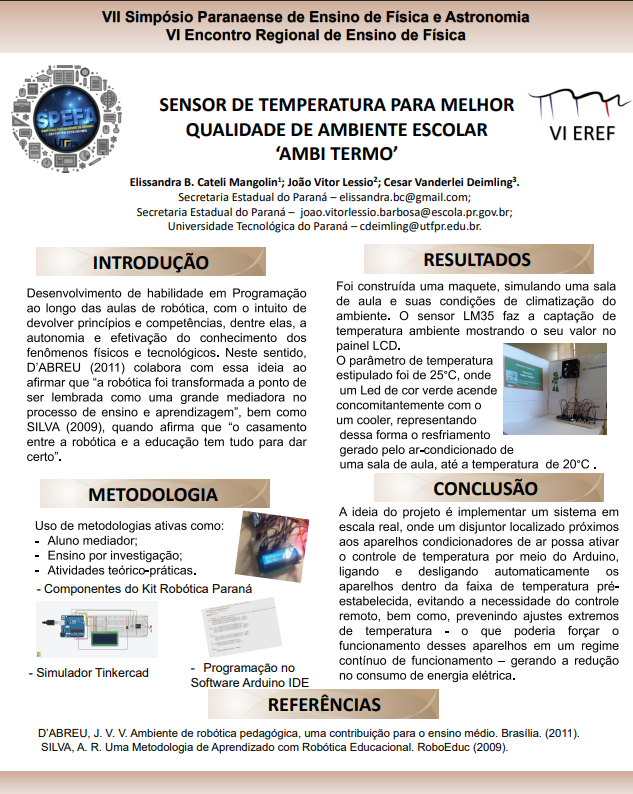 VII Simpósio Paranaense de Ensino de Física e Astronomia
VI Encontro Regional de Ensino de Física
SPEFA
VI EREF
SENSOR DE TEMPERATURA PARA MELHOR
QUALIDADE DE AMBIENTE ESCOLAR
‘AMBI TERMO’
Elissandra B. Cateli Mangolin¹; João Vitor Lessio²; Cesar Vanderlei Deimling³.
Secretaria Estadual do Paraná – elissandra.bc@gmail.com;
Secretaria Estadual do Paraná – joao.vitorlessio.barbosa@escola.pr.gov.br;
Universidade Tecnológica do Paraná – cdeimling@utfpr.edu.br.
INTRODUÇÃO
Desenvolvimento de habilidade em Programação
ao longo das aulas de robótica, com o intuito de
devolver princípios e competências, dentre elas, a
autonomia e efetivação do conhecimento dos
fenômenos físicos e tecnológicos. Neste sentido,
D’ABREU (2011) colabora com essa ideia ao
afirmar que “a robótica foi transformada a ponto de
ser lembrada como uma grande mediadora no
processo de ensino e aprendizagem”, bem como
SILVA (2009), quando afirma que “o casamento
entre a robótica e a educação tem tudo para dar
certo”.
METODOLOGIA
Uso de metodologias ativas como:
- Aluno mediador;
- Ensino por investigação;
- Atividades teórico-práticas.
- Componentes do Kit Robótica Paraná
- Simulador Tinkercad
- Programação no
Software Arduino IDE
RESULTADOS
Foi construída uma maquete, simulando uma sala
de aula e suas condições de climatização do
ambiente. O sensor LM35 faz a captação de
temperatura ambiente mostrando o seu valor no
painel LCD.
O parâmetro de temperatura
estipulado foi de 25°C, onde
um Led de cor verde acende
concomitantemente com o
um cooler, representando
dessa forma o resfriamento
gerado pelo ar-condicionado de
uma sala de aula, até a temperatura de 20°C .
CONCLUSÃO
A ideia do projeto é implementar um sistema em
escala real, onde um disjuntor localizado próximos
aos aparelhos condicionadores de ar possa ativar
o controle de temperatura por meio do Arduino,
ligando e desligando automaticamente os
aparelhos dentro da faixa de temperatura pré-
estabelecida, evitando a necessidade do controle
remoto, bem como, prevenindo ajustes extremos
de temperatura - o que poderia forçar o
funcionamento desses aparelhos em um regime
contínuo de funcionamento – gerando a redução
no consumo de energia elétrica.
REFERÊNCIAS
D’ABREU, J. V. V. Ambiente de robótica pedagógica, uma contribuição para o ensino médio. Brasília. (2011).
SILVA, A. R. Uma Metodologia de Aprendizado com Robótica Educacional. RoboEduc (2009).